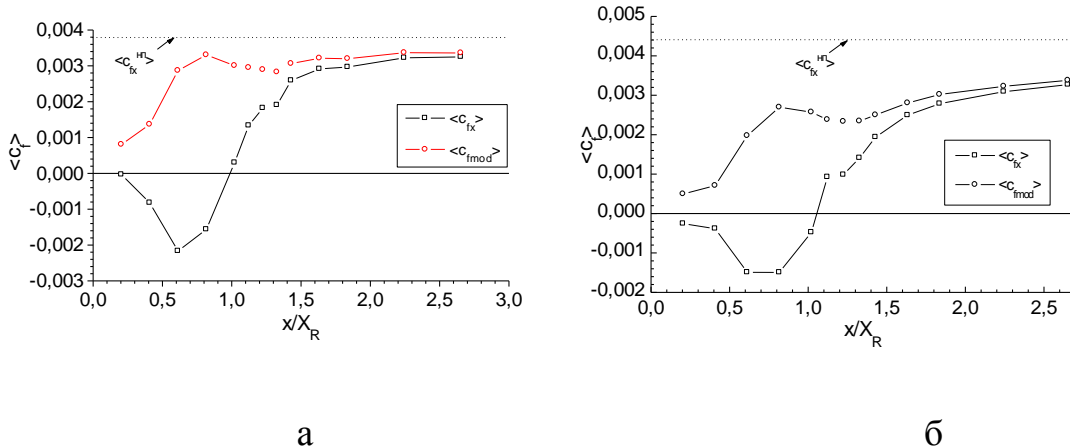 0,004
0,003
0,002
0,001
0,000
-0,001
-0,002
-0,003
<c_f>
<c_fx^НП>
<c_fx>
<c_fmod>
0,0 0,5 1,0 1,5 2,0 2,5 3,0
x/X_R
а
0,005
0,004
0,003
0,002
0,001
0,000
-0,001
-0,002
<c_f>
<c_fx^НП>
<c_fx>
<c_fmod>
0,0 0,5 1,0 1,5 2,0 2,5
x/X_R
б